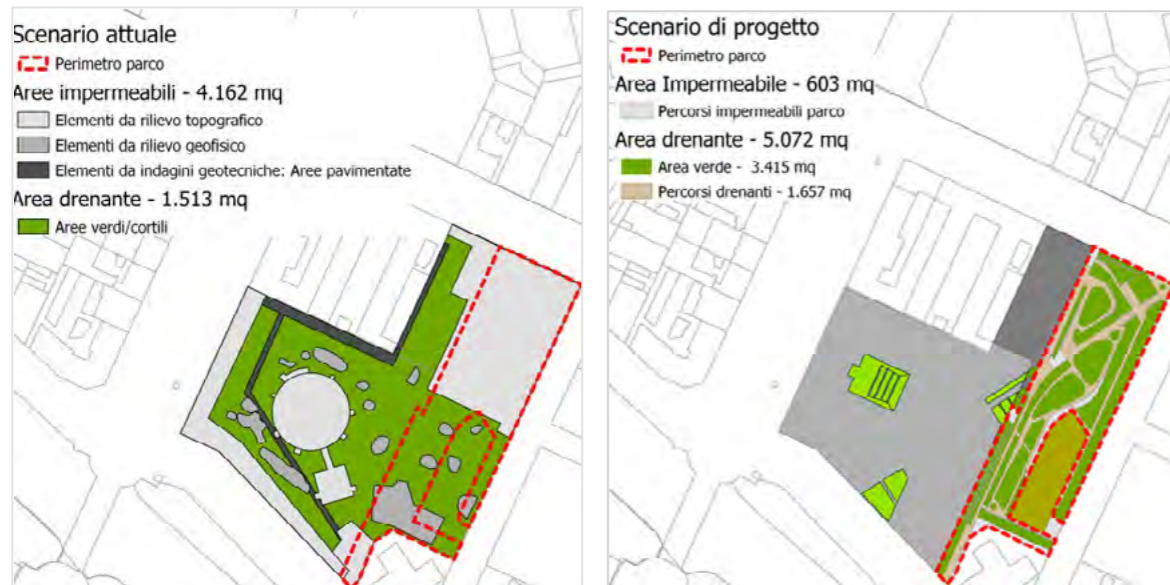 Scenario attuale
Perimetro parco
Aree impermeabili - 4.162 mq
Elementi da rilievo topografico
Elementi da rilievo geofisico
Elementi da indagini geotecniche: Aree pavimentate
Area drenante - 1.513 mq
Aree verdi/cortili
Scenario di progetto
Perimetro parco
Area Impermeabile - 603 mq
Percorsi impermeabili parco
Area drenante - 5.072 mq
Area verde - 3.415 mq
Percorsi drenanti - 1.657 mq